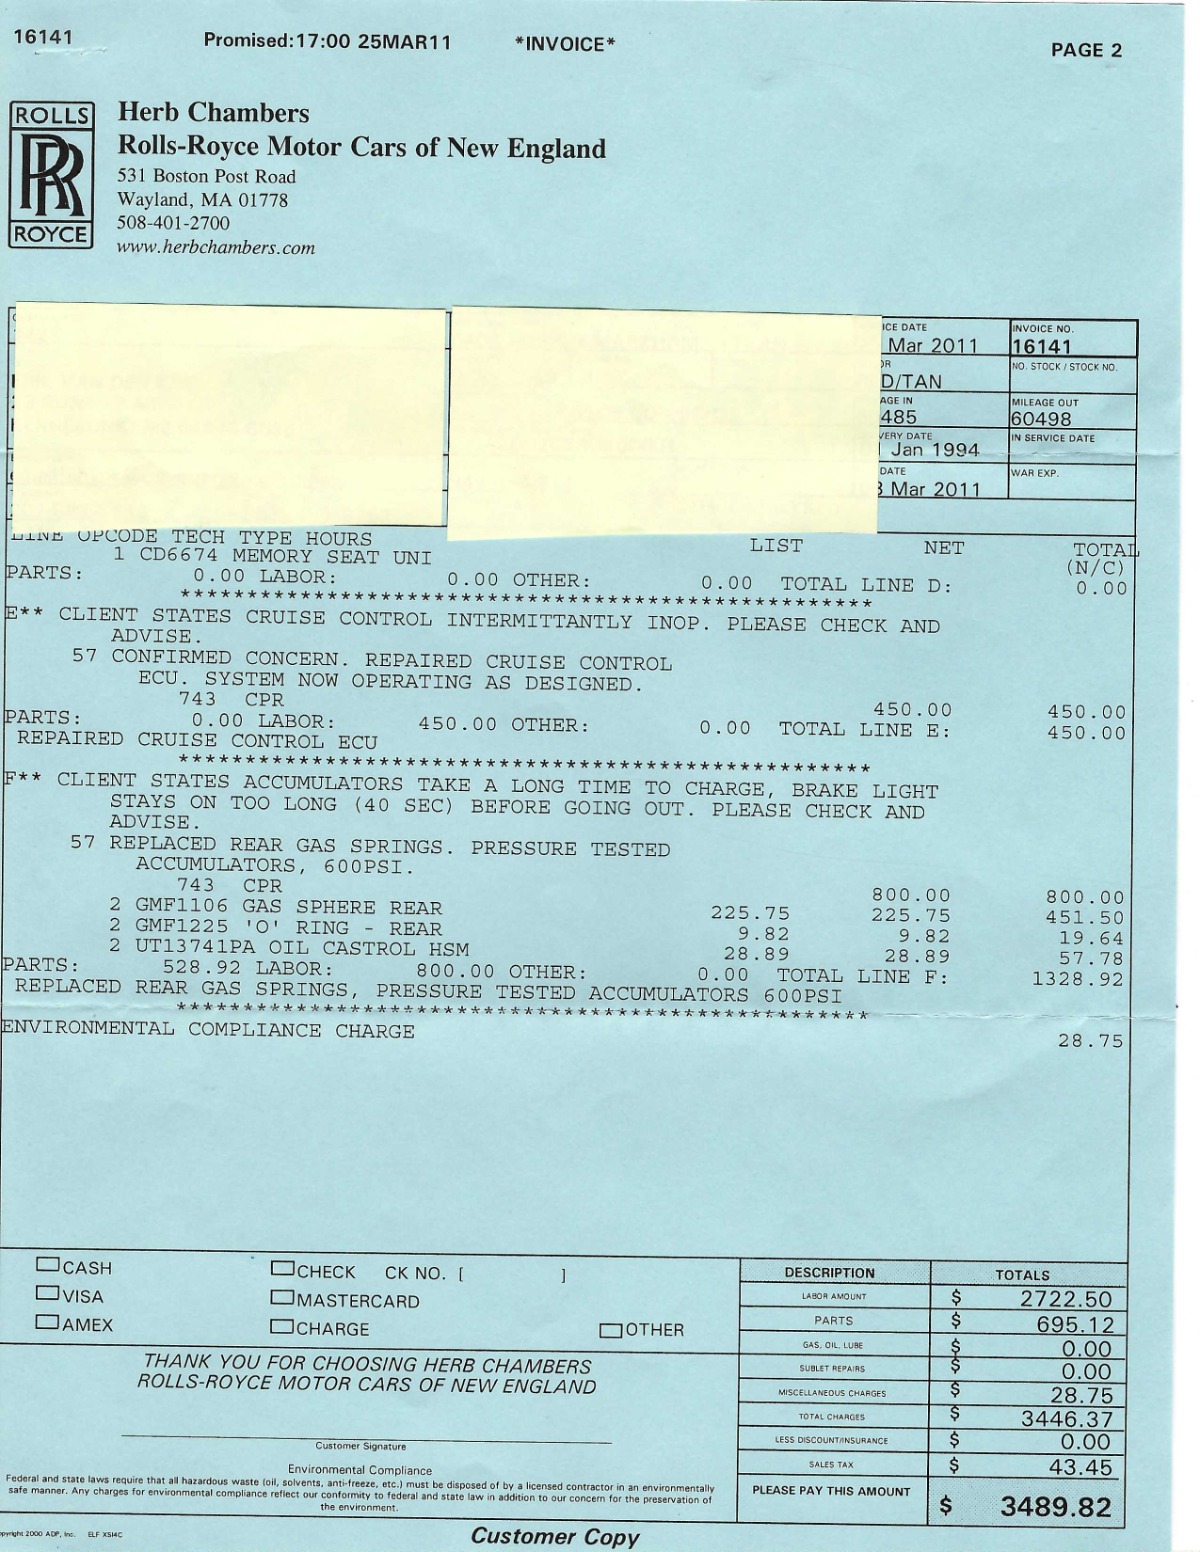 16141 Promised:17:00 25MAR11 *INVOICE* PAGE 2
ROLLS
RR
ROYCE
Herb Chambers
Rolls-Royce Motor Cars of New England
531 Boston Post Road
Wayland, MA 01778
508-401-2700
www.herbchambers.com
ICE DATE INVOICE NO.
Mar 2011 16141
NO. STOCK / STOCK NO.
D/TAN
AGE IN MILEAGE OUT
485 60498
VERY DATE IN SERVICE DATE
Jan 1994
DATE WAR EXP.
Mar 2011
LINE OPCODE TECH TYPE HOURS LIST NET TOTAL
1 CD6674 MEMORY SEAT UNI (N/C)
PARTS: 0.00 LABOR: 0.00 OTHER: 0.00 TOTAL LINE D: 0.00
****************************************************
E** CLIENT STATES CRUISE CONTROL INTERMITTANTLY INOP. PLEASE CHECK AND
ADVISE.
57 CONFIRMED CONCERN. REPAIRED CRUISE CONTROL
ECU. SYSTEM NOW OPERATING AS DESIGNED.
743 CPR 450.00 450.00
PARTS: 0.00 LABOR: 450.00 OTHER: 0.00 TOTAL LINE E: 450.00
REPAIRED CRUISE CONTROL ECU
****************************************************
F** CLIENT STATES ACCUMULATORS TAKE A LONG TIME TO CHARGE, BRAKE LIGHT
STAYS ON TOO LONG (40 SEC) BEFORE GOING OUT. PLEASE CHECK AND
ADVISE.
57 REPLACED REAR GAS SPRINGS. PRESSURE TESTED
ACCUMULATORS, 600PSI.
743 CPR 800.00 800.00
2 GMF1106 GAS SPHERE REAR 225.75 225.75 451.50
2 GMF1225 'O' RING - REAR 9.82 9.82 19.64
2 UT13741PA OIL CASTROL HSM 28.89 28.89 57.78
PARTS: 528.92 LABOR: 800.00 OTHER: 0.00 TOTAL LINE F: 1328.92
REPLACED REAR GAS SPRINGS, PRESSURE TESTED ACCUMULATORS 600PSI
****************************************************
ENVIRONMENTAL COMPLIANCE CHARGE 28.75
CASH CHECK CK NO. [ ]
VISA MASTERCARD
AMEX CHARGE OTHER
THANK YOU FOR CHOOSING HERB CHAMBERS
ROLLS-ROYCE MOTOR CARS OF NEW ENGLAND
Customer Signature
Environmental Compliance
Federal and state laws require that all hazardous waste (oil, solvents, anti-freeze, etc.) must be disposed of by a licensed contractor in an environmentally
safe manner. Any charges for environmental compliance reflect our conformity to federal and state law in addition to our concern for the preservation of
the environment.
DESCRIPTION TOTALS
LABOR AMOUNT $ 2722.50
PARTS $ 695.12
GAS, OIL, LUBE $ 0.00
SUBLET REPAIRS $ 0.00
MISCELLANEOUS CHARGES $ 28.75
TOTAL CHARGES $ 3446.37
LESS DISCOUNT/INSURANCE $ 0.00
SALES TAX $ 43.45
PLEASE PAY THIS AMOUNT $ 3489.82
opyright 2000 ADP, Inc. ELF XSI4C
Customer Copy